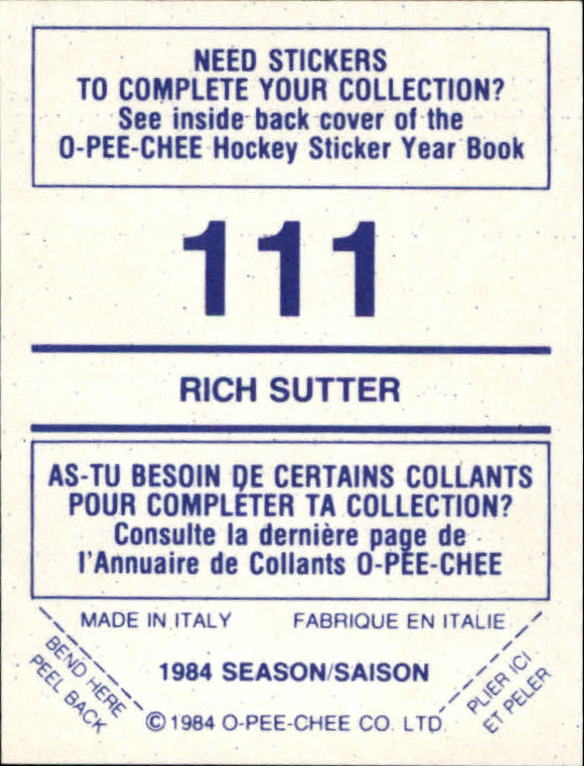 NEED STICKERS
TO COMPLETE YOUR COLLECTION?
See inside back cover of the
O-PEE-CHEE Hockey Sticker Year Book
111
RICH SUTTER
AS-TU BESOIN DE CERTAINS COLLANTS
POUR COMPLÉTER TA COLLECTION?
Consulte la dernière page de
l'Annuaire de Collants O-PEE-CHEE
MADE IN ITALY FABRIQUE EN ITALIE
BEND HERE
PEEL BACK
1984 SEASON/SAISON
PLIER ICI
ET PELER
© 1984 O-PEE-CHEE CO. LTD.